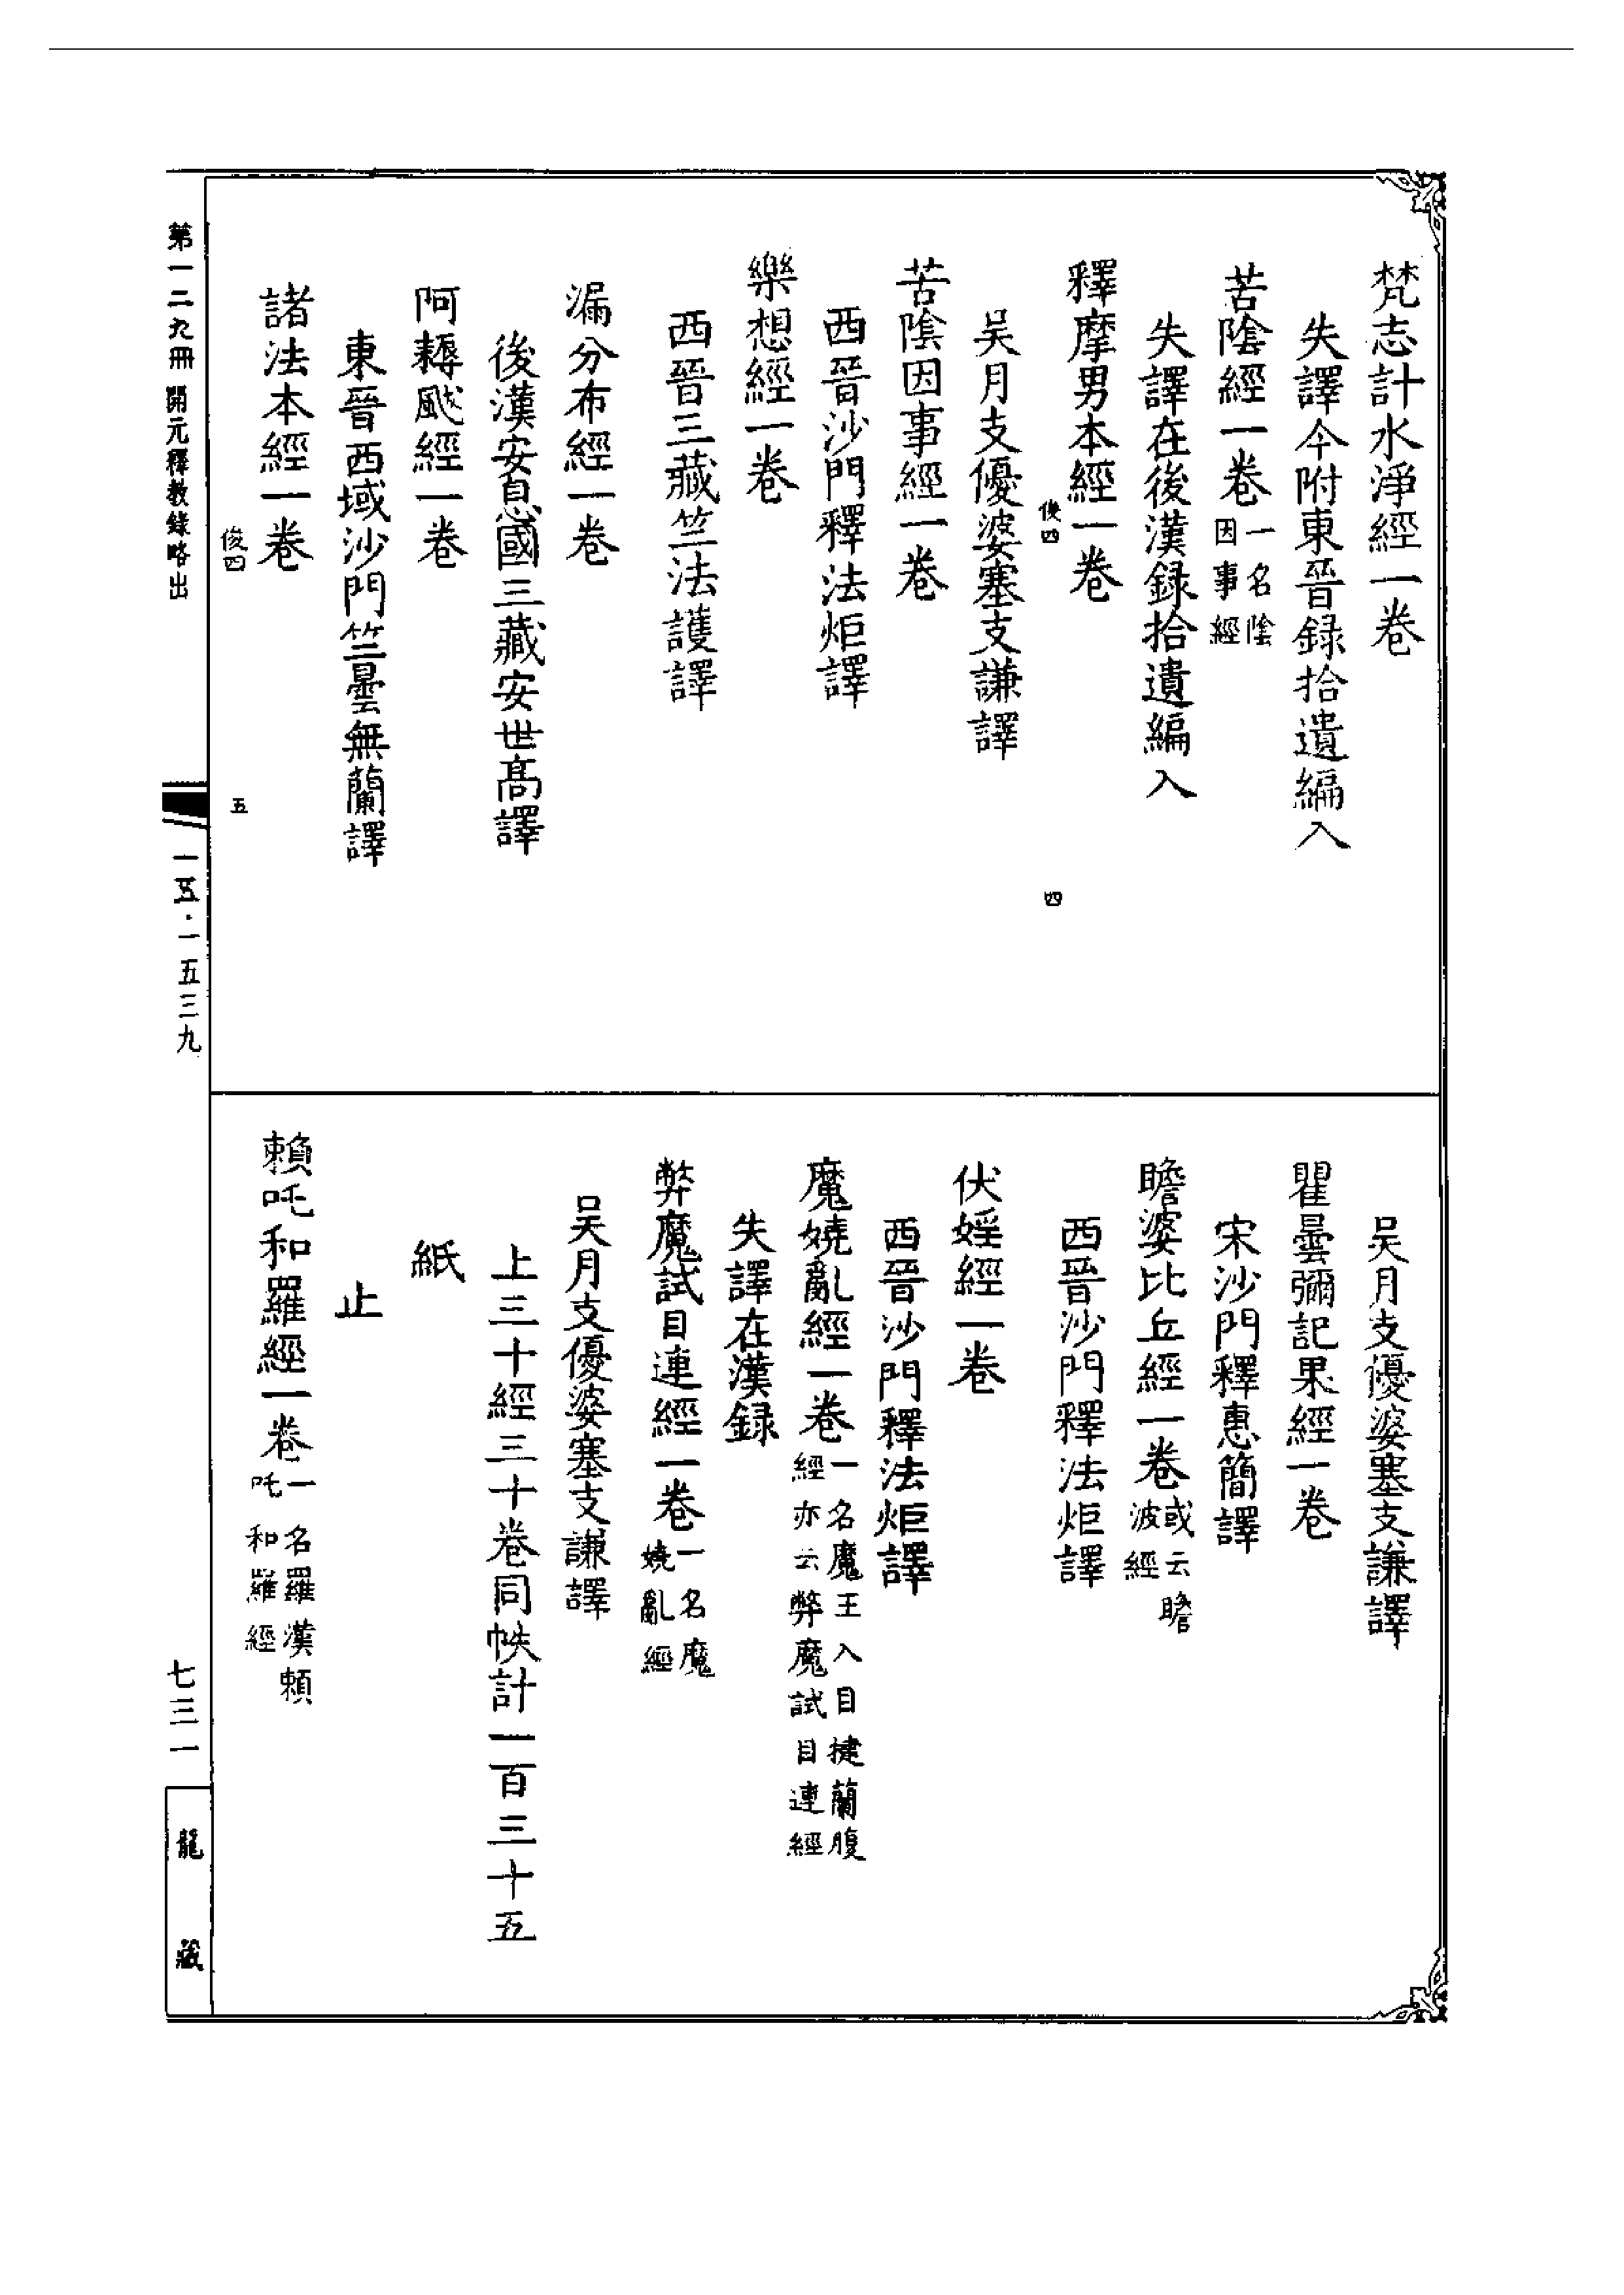 梵志計水淨經一卷
失譯今附東晉録拾遺編入
苦陰經一卷一名陰因事經
失譯在後漢録拾遺編入
釋摩男本經一卷
俊四 四
吴月支優婆塞支謙譯
苦陰因事經一卷
西晉沙門釋法炬譯
樂想經一卷
西晉三藏竺法護譯
漏分布經一卷
後漢安息國三藏安世髙譯
阿耨颰經一卷
東晉西域沙門竺曇無蘭譯
諸法本經一卷
俊四 五
吴月支優婆塞支謙譯
瞿曇彌記果經一卷
宋沙門釋惠簡譯
瞻婆比丘經一卷或云瞻波經
西晉沙門釋法炬譯
伏婬經一卷
西晉沙門釋法炬譯
魔嬈亂經一卷一名魔王入目揵蘭腹經亦云弊魔試目連經
失譯在漢録
弊魔試目連經一卷一名魔嬈亂經
吴月支優婆塞支謙譯
上三十經三十卷同帙計一百三十五
紙
止
賴吒和羅經一卷一名羅漢賴吒和羅經
第一二九冊 開元釋教錄略出
一五·一五三九
七三一
龍藏